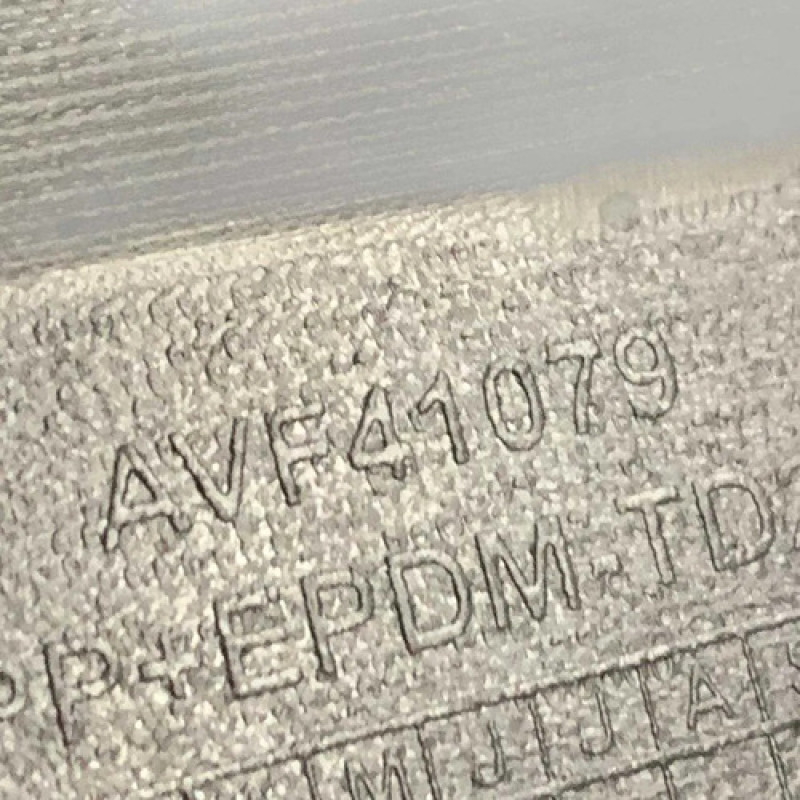 AVF41079
PP+EPDM-TD
M J J A